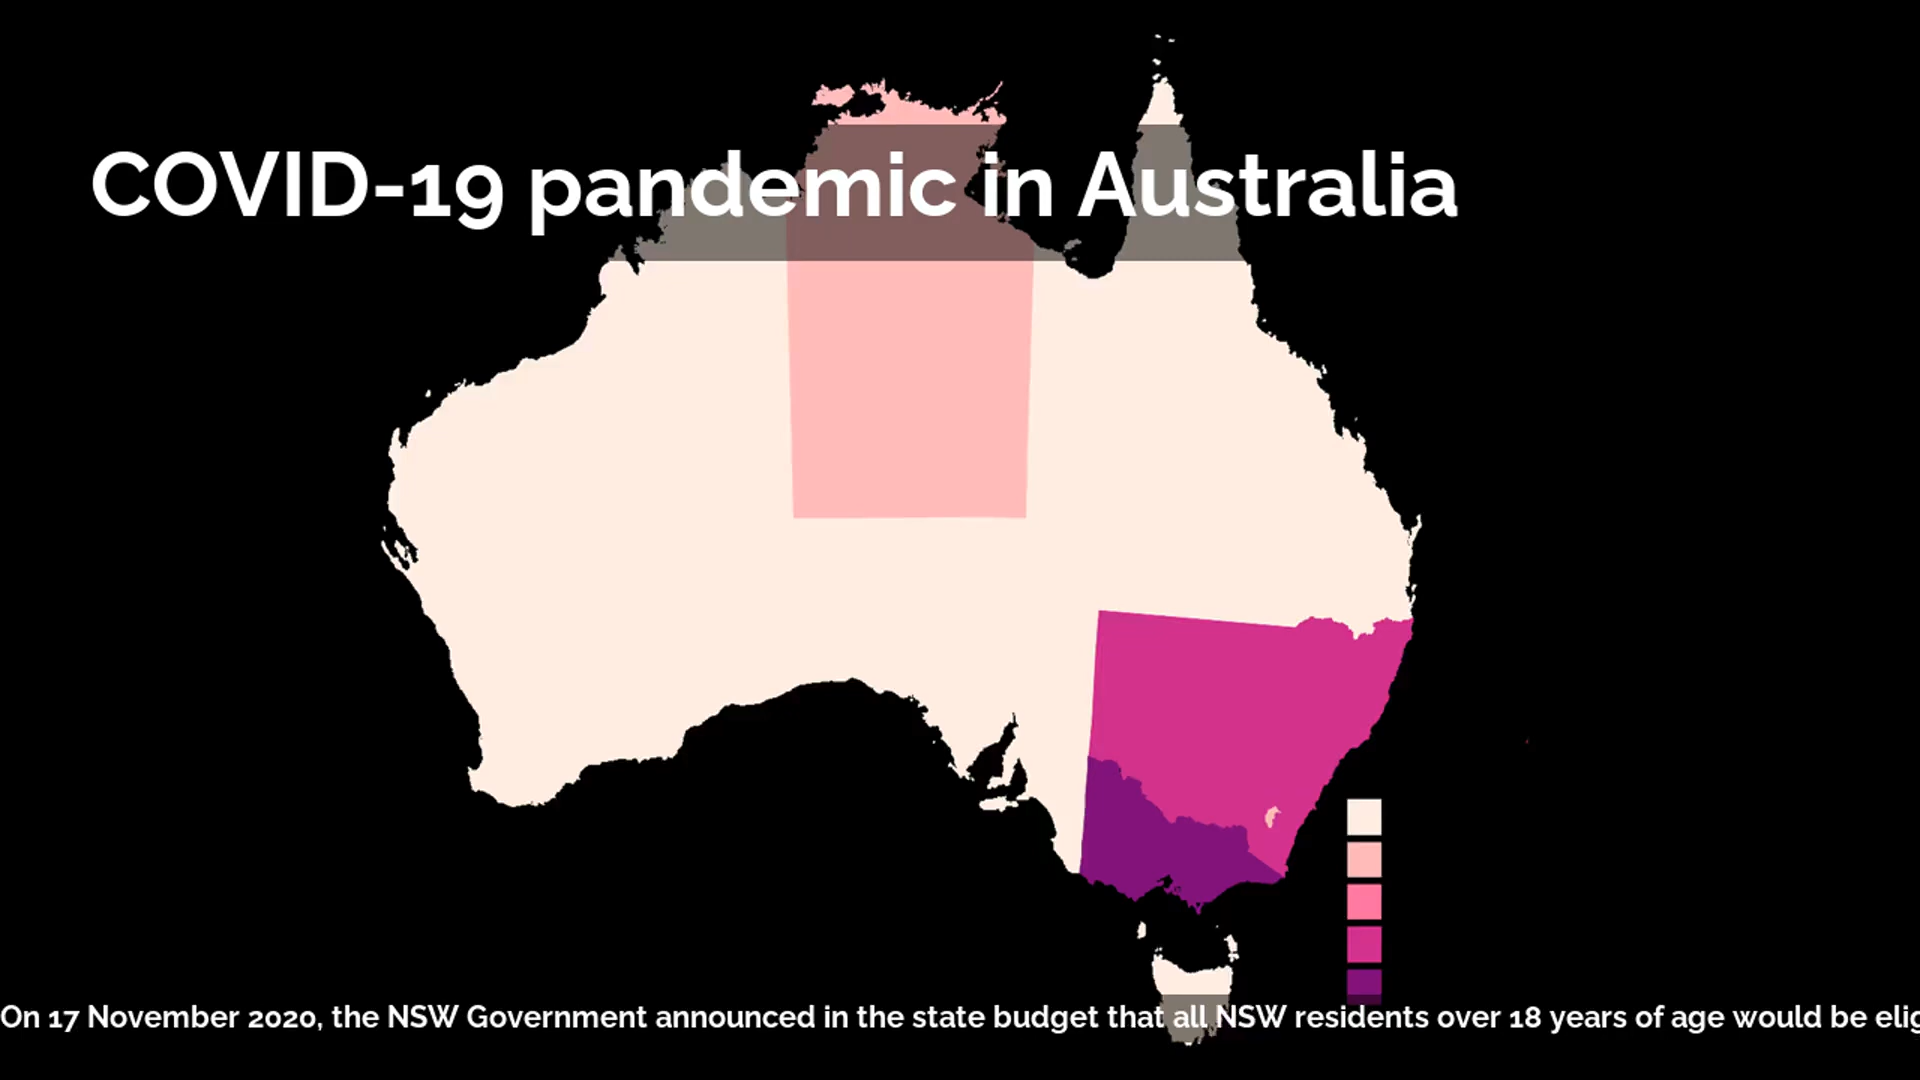 COVID-19 pandemic in Australia
On 17 November 2020, the NSW Government announced in the state budget that all NSW residents over 18 years of age would be